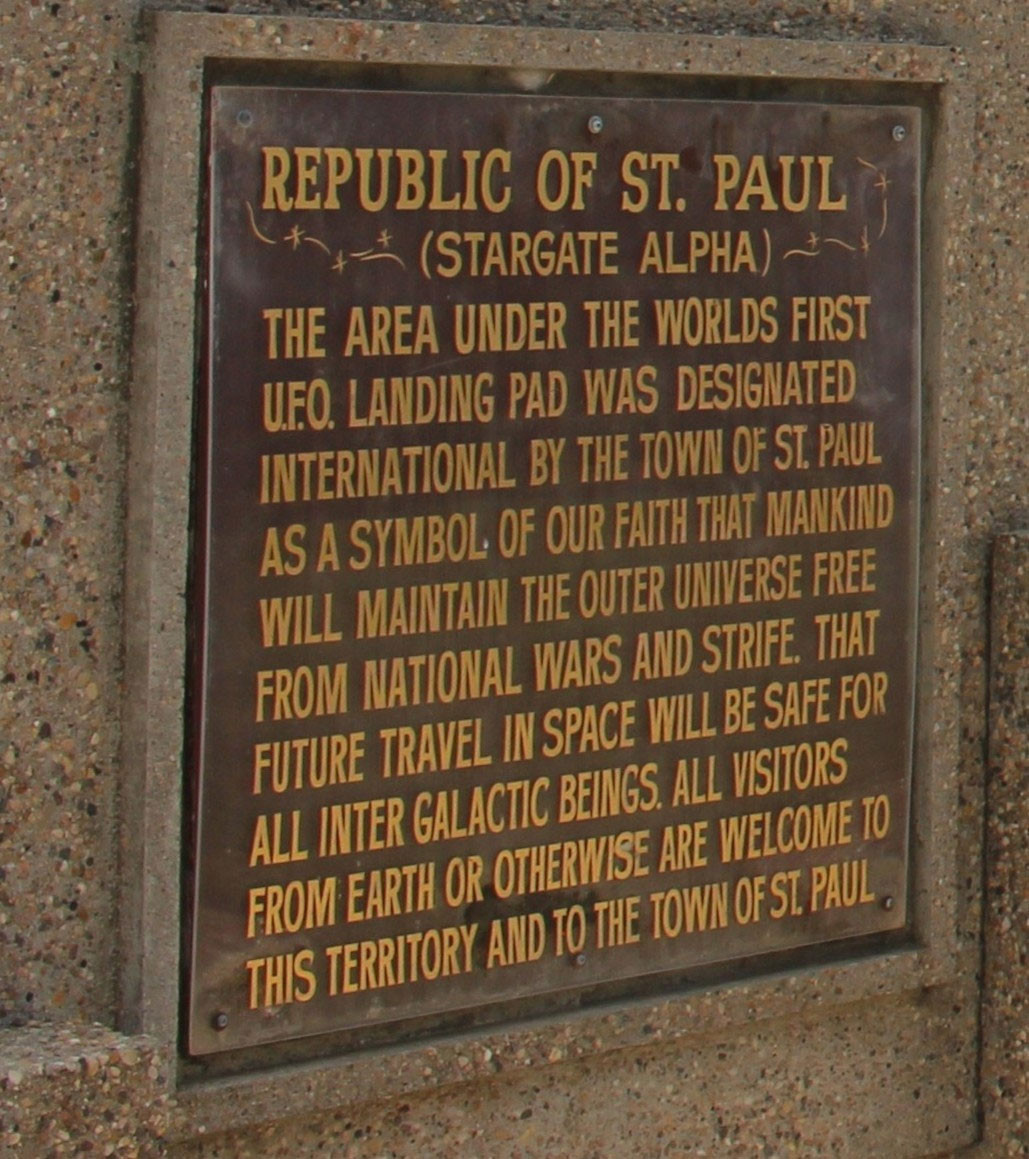 REPUBLIC OF ST. PAUL
(STARGATE ALPHA)
THE AREA UNDER THE WORLDS FIRST
U.F.O. LANDING PAD WAS DESIGNATED
INTERNATIONAL BY THE TOWN OF ST. PAUL
AS A SYMBOL OF OUR FAITH THAT MANKIND
WILL MAINTAIN THE OUTER UNIVERSE FREE
FROM NATIONAL WARS AND STRIFE. THAT
FUTURE TRAVEL IN SPACE WILL BE SAFE FOR
ALL INTER GALACTIC BEINGS. ALL VISITORS
FROM EARTH OR OTHERWISE ARE WELCOME TO
THIS TERRITORY AND TO THE TOWN OF ST. PAUL